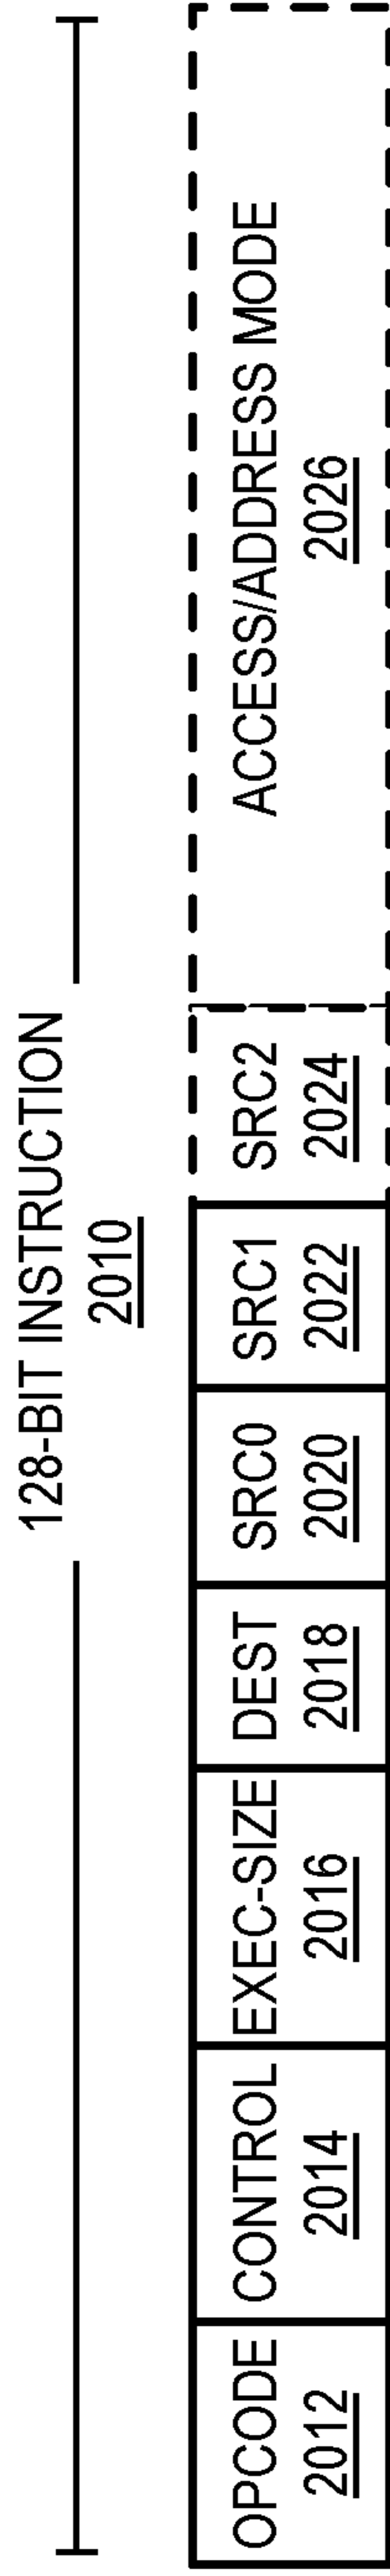 128-BIT INSTRUCTION
2010
OPCODE
2012
CONTROL
2014
EXEC-SIZE
2016
DEST
2018
SRC0
2020
SRC1
2022
SRC2
2024
ACCESS/ADDRESS MODE
2026